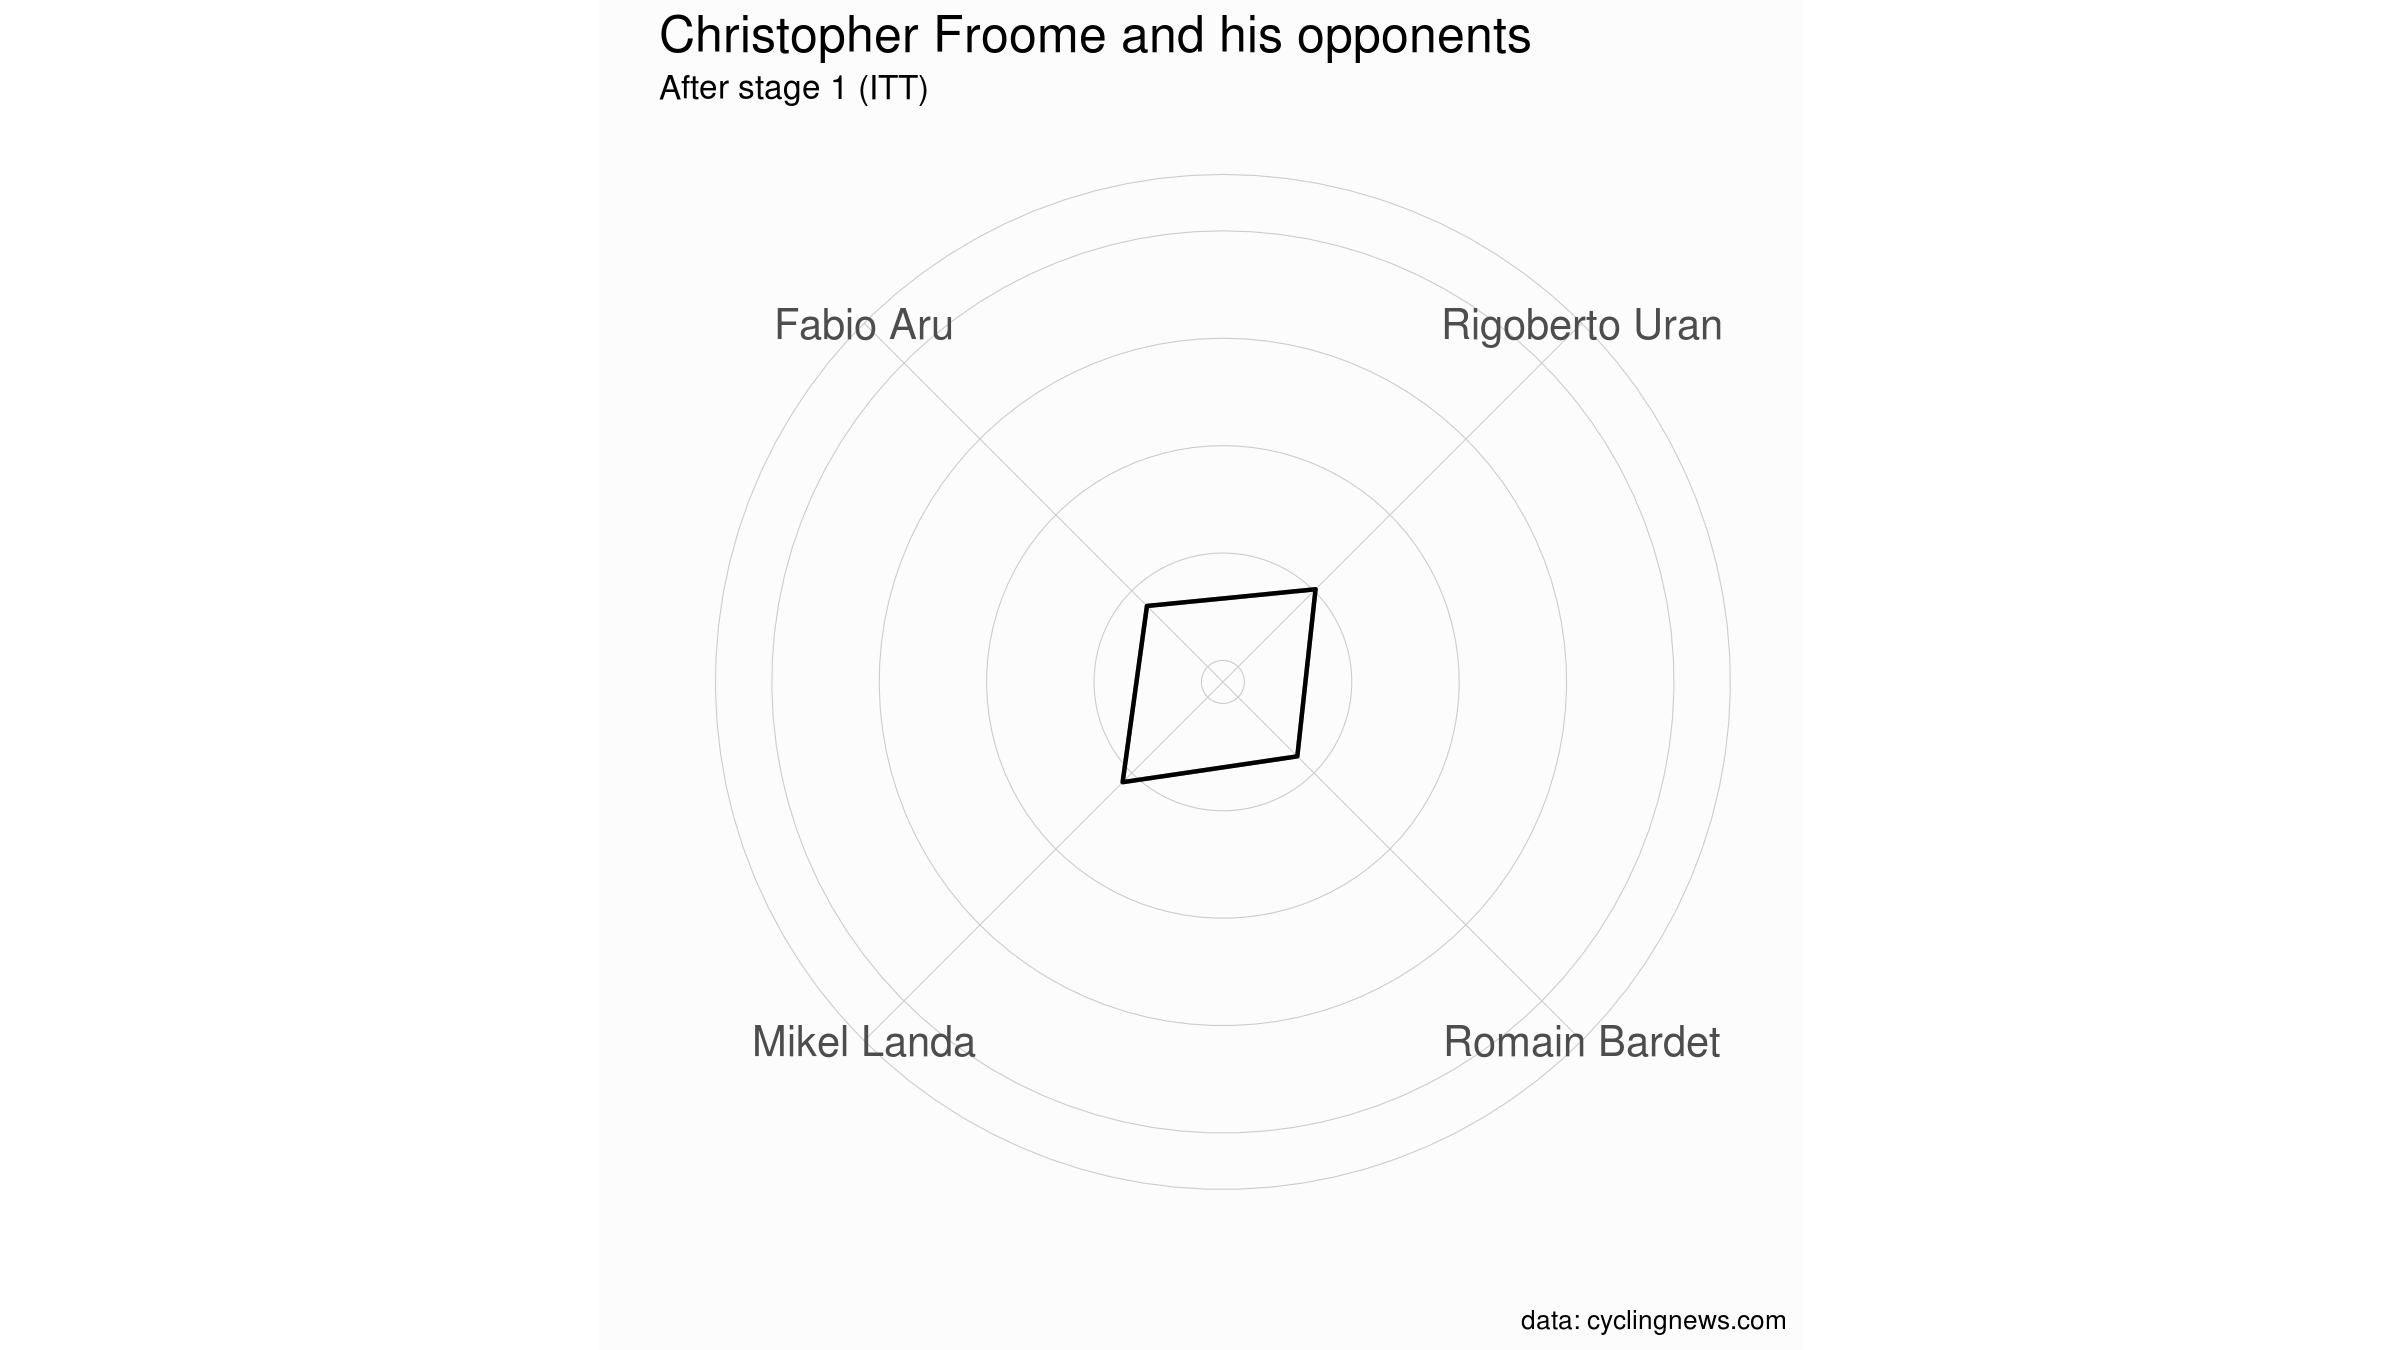 Christopher Froome and his opponents
After stage 1 (ITT)
Fabio Aru
Rigoberto Uran
Mikel Landa
Romain Bardet
data: cyclingnews.com